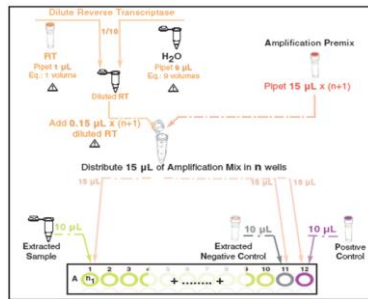 Dilute Reverse Transcriptase
RT
Pipet 1 µL
Eq.: 1 volume
1/10
H2O
Pipet 9 µL
Eq.: 9 volumes
Diluted RT
Amplification Premix
Pipet 15 µL x (n+1)
Add 0.15 µL x (n+1)
diluted RT
Distribute 15 µL of Amplification Mix in n wells
15 µL
15 µL
15 µL
10 µL
10 µL
10 µL
Extracted
Sample
Extracted
Negative Control
Positive
Control
1 2 3 4 9 10 11 12
A
n1
+ ........ +